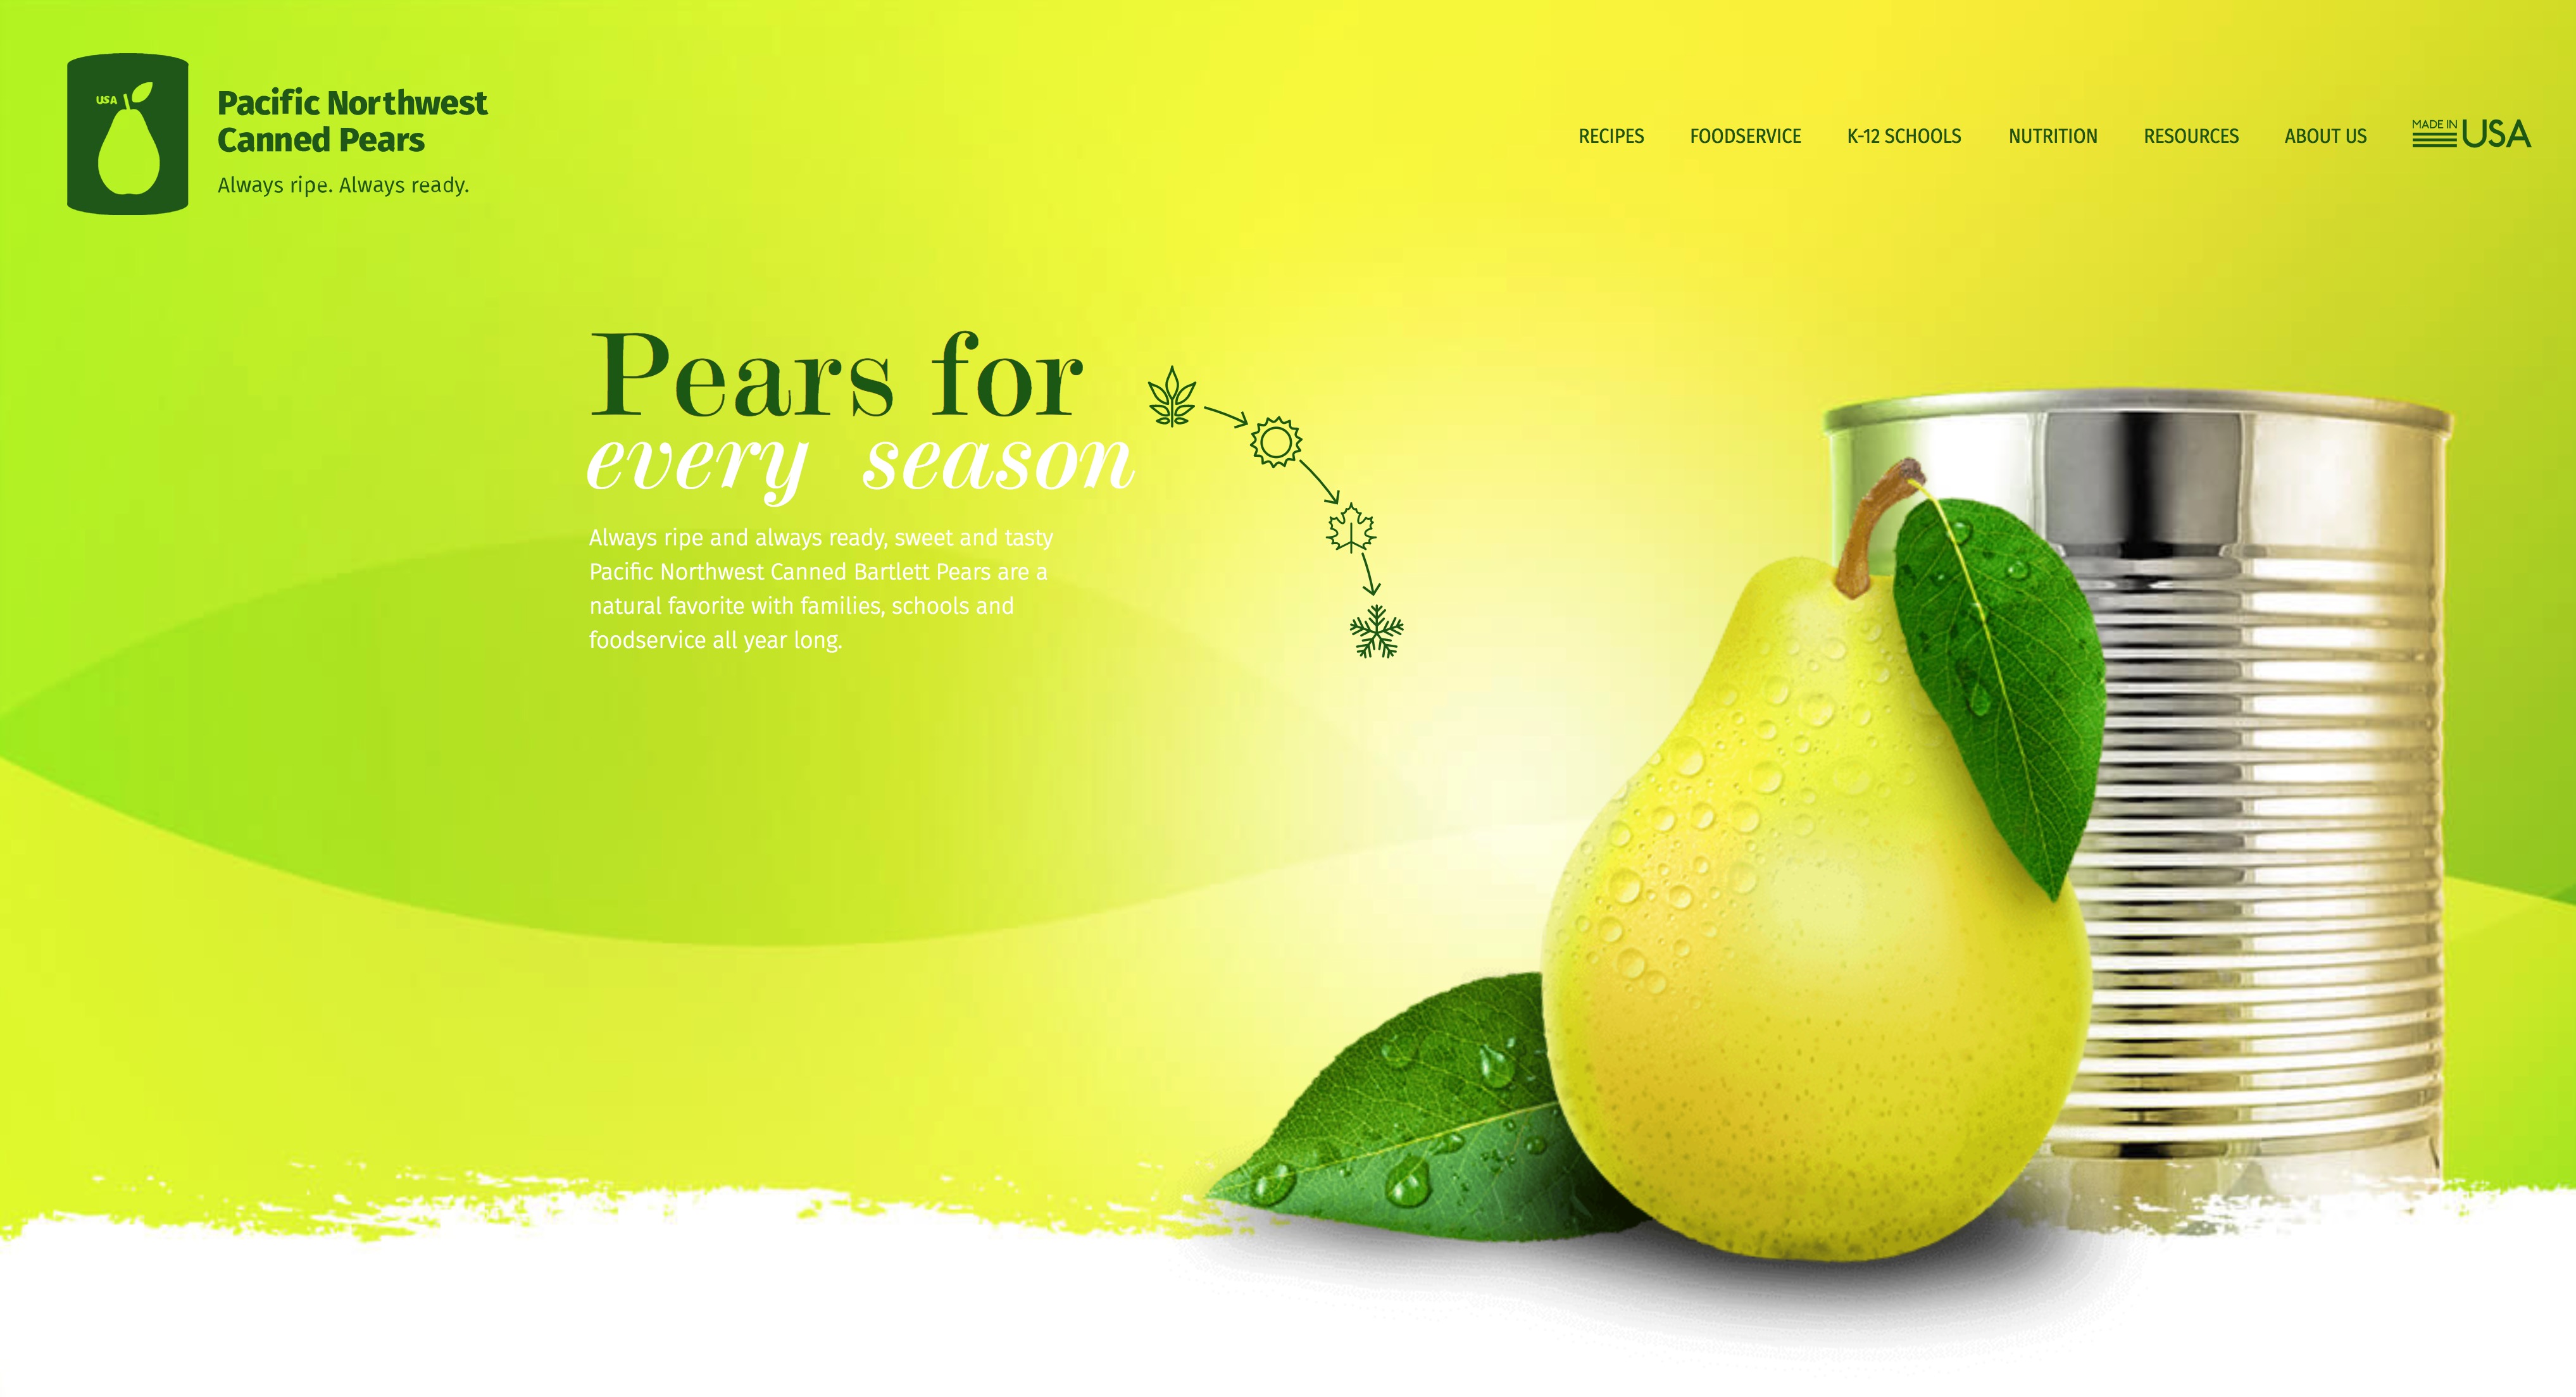 USA
Pacific Northwest
Canned Pears
Always ripe. Always ready.
RECIPES FOODSERVICE K-12 SCHOOLS NUTRITION RESOURCES ABOUT US MADE IN USA
Pears for
every season
Always ripe and always ready, sweet and tasty
Pacific Northwest Canned Bartlett Pears are a
natural favorite with families, schools and
foodservice all year long.